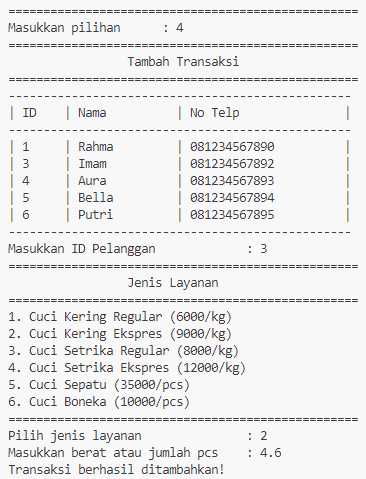 ==================================================
Masukkan pilihan      : 4
==================================================
                 Tambah Transaksi
==================================================
-------------------------------------------------
| ID    | Nama          | No Telp               |
-------------------------------------------------
| 1     | Rahma         | 081234567890          |
| 3     | Imam          | 081234567892          |
| 4     | Aura          | 081234567893          |
| 5     | Bella         | 081234567894          |
| 6     | Putri         | 081234567895          |
-------------------------------------------------
Masukkan ID Pelanggan             : 3
==================================================
                 Jenis Layanan
==================================================
1. Cuci Kering Regular (6000/kg)
2. Cuci Kering Ekspres (9000/kg)
3. Cuci Setrika Regular (8000/kg)
4. Cuci Setrika Ekspres (12000/kg)
5. Cuci Sepatu (35000/pcs)
6. Cuci Boneka (10000/pcs)
==================================================
Pilih jenis layanan               : 2
Masukkan berat atau jumlah pcs    : 4.6
Transaksi berhasil ditambahkan!